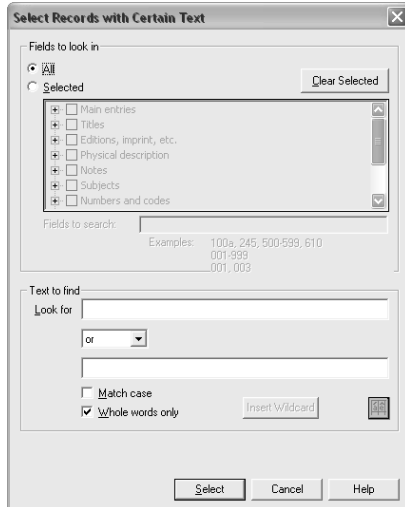 Select Records with Certain Text
Fields to look in
All
Selected
Clear Selected
Main entries
Titles
Editions, imprint, etc.
Physical description
Notes
Subjects
Numbers and codes
Fields to search:
Examples: 100a, 245, 500-599, 610
001-999
001, 003
Text to find
Look for
or
Match case
Whole words only
Insert Wildcard
Select Cancel Help